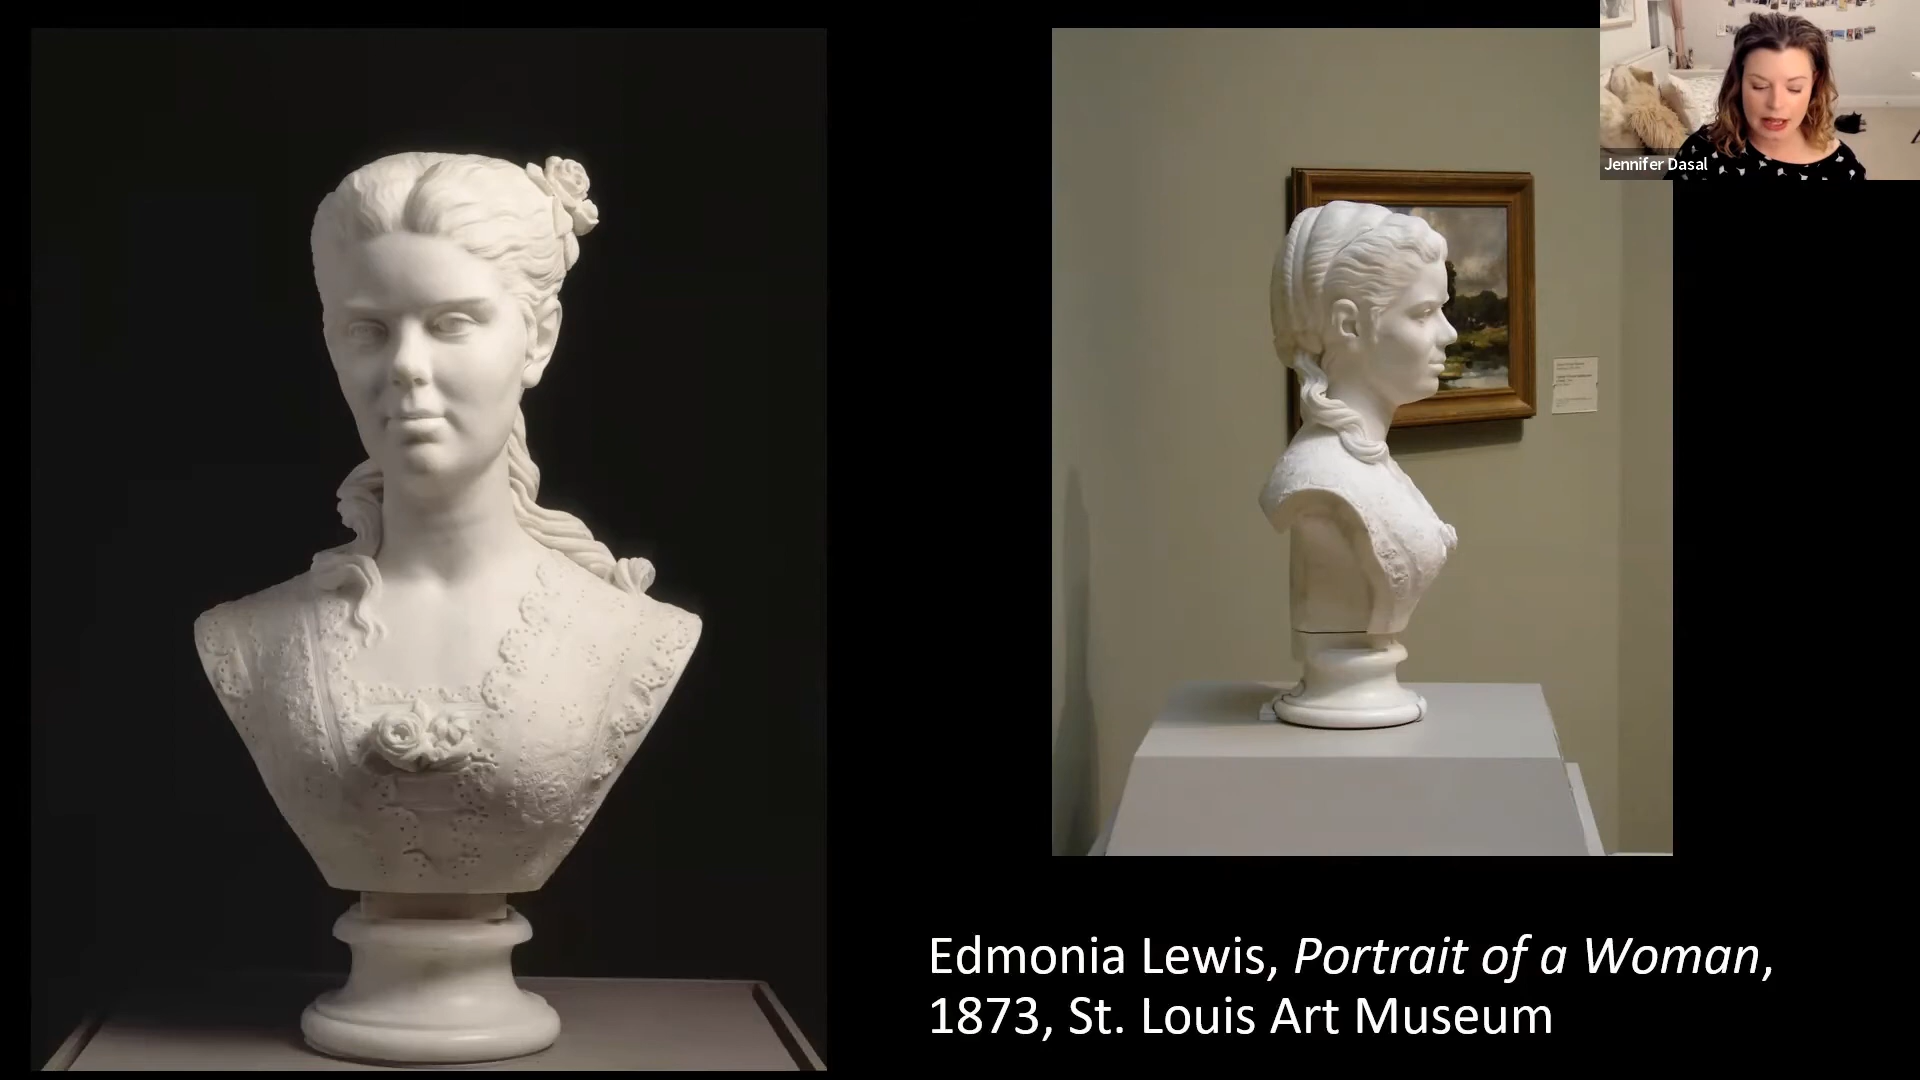 Jennifer Dasal
Edmonia Lewis, Portrait of a Woman,
1873, St. Louis Art Museum